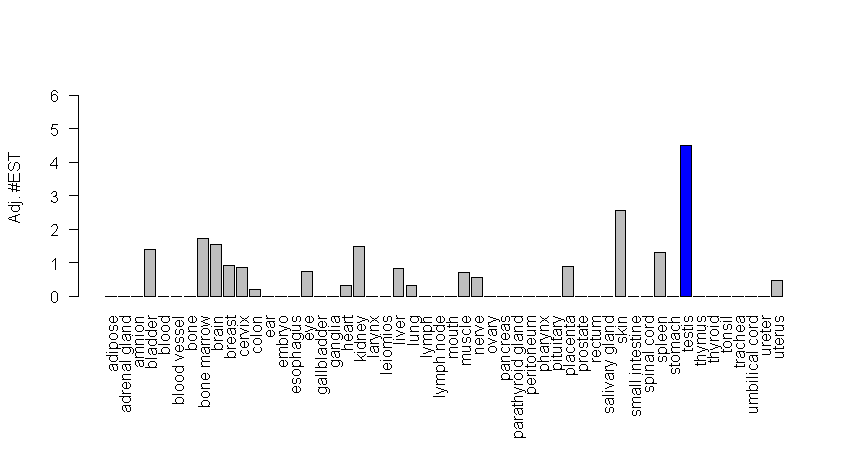 6
5
4
3
2
1
0
Adj. #EST
adipose
adrenal gland
amnion
bladder
blood
blood vessel
bone
bone marrow
brain
breast
cervix
colon
ear
embryo
esophagus
eye
gallbladder
ganglia
heart
kidney
larynx
leiomios
liver
lung
lymph
lymph node
mouth
muscle
nerve
ovary
pancreas
parathyroid gland
peritoneum
pharynx
pituitary
placenta
prostate
rectum
salivary gland
skin
small intestine
spinal cord
spleen
stomach
testis
thymus
thyroid
tonsil
trachea
umbilical cord
ureter
uterus